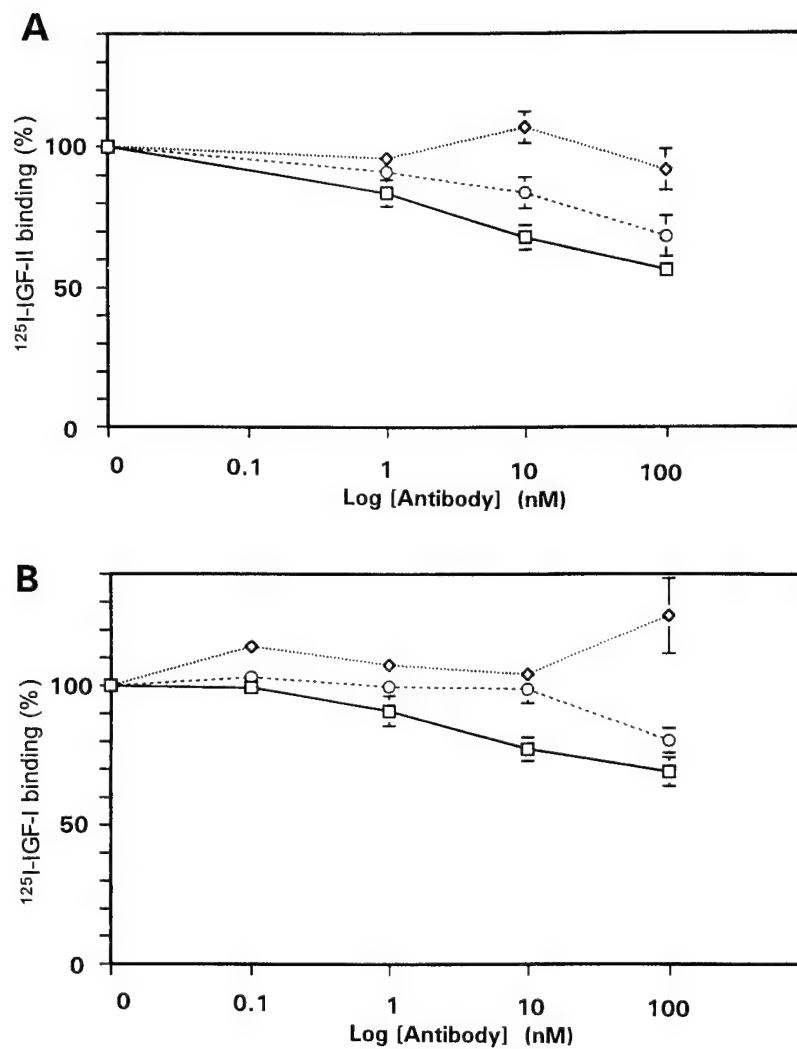 A
¹²⁵I-IGF-II binding (%)
100
50
0
0 0.1 1 10 100
Log [Antibody] (nM)
B
¹²⁵I-IGF-I binding (%)
100
50
0
0 0.1 1 10 100
Log [Antibody] (nM)